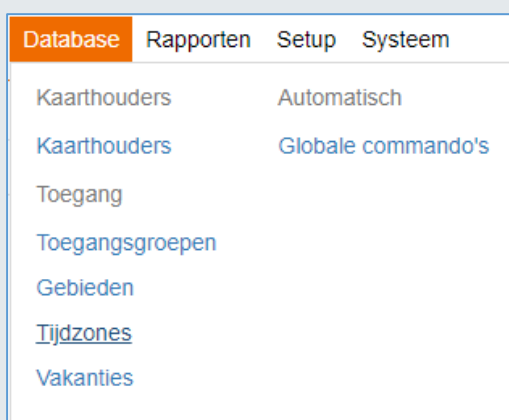 Database Rapporten Setup Systeem
Kaarthouders Automatisch
Kaarthouders Globale commando's
Toegang
Toegangsgroepen
Gebieden
Tijdzones
Vakanties